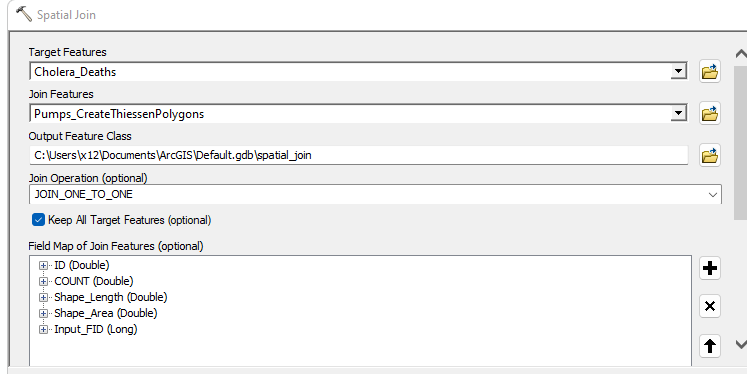 Spatial Join
Target Features
Cholera_Deaths
Join Features
Pumps_CreateThiessenPolygons
Output Feature Class
C:\Users\x12\Documents\ArcGIS\Default.gdb\spatial_join
Join Operation (optional)
JOIN_ONE_TO_ONE
Keep All Target Features (optional)
Field Map of Join Features (optional)
ID (Double)
COUNT (Double)
Shape_Length (Double)
Shape_Area (Double)
Input_FID (Long)